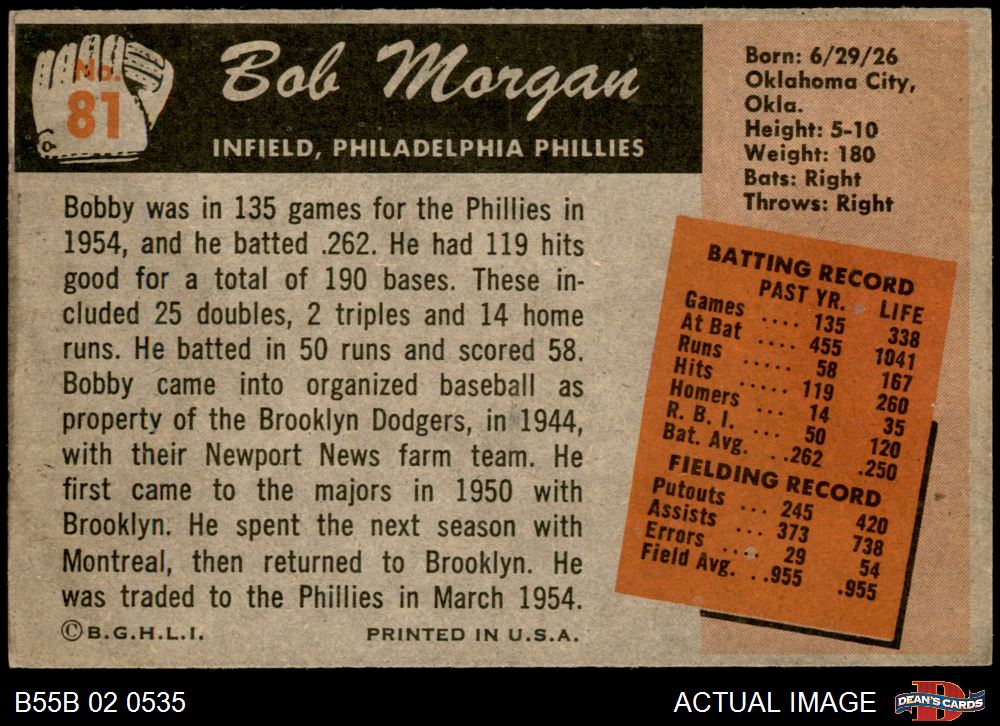 No.
81
Bob Morgan
INFIELD, PHILADELPHIA PHILLIES
Born: 6/29/26
Oklahoma City,
Okla.
Height: 5-10
Weight: 180
Bats: Right
Throws: Right
Bobby was in 135 games for the Phillies in
1954, and he batted .262. He had 119 hits
good for a total of 190 bases. These in-
cluded 25 doubles, 2 triples and 14 home
runs. He batted in 50 runs and scored 58.
Bobby came into organized baseball as
property of the Brooklyn Dodgers, in 1944,
with their Newport News farm team. He
first came to the majors in 1950 with
Brooklyn. He spent the next season with
Montreal, then returned to Brooklyn. He
was traded to the Phillies in March 1954.
©B.G.H.L.I. PRINTED IN U.S.A.
BATTING RECORD
PAST YR. LIFE
Games .... 135 338
At Bat .... 455 1041
Runs 58 167
Hits ..... 119 260
Homers ... 14 35
R. B. I. ... 50 120
Bat. Avg. ..262 .250
FIELDING RECORD
Putouts ... 245 420
Assists ... 373 738
Errors .... 29 54
Field Avg. ..955 .955
B55B 02 0535 ACTUAL IMAGE
D
DEAN'S CARDS